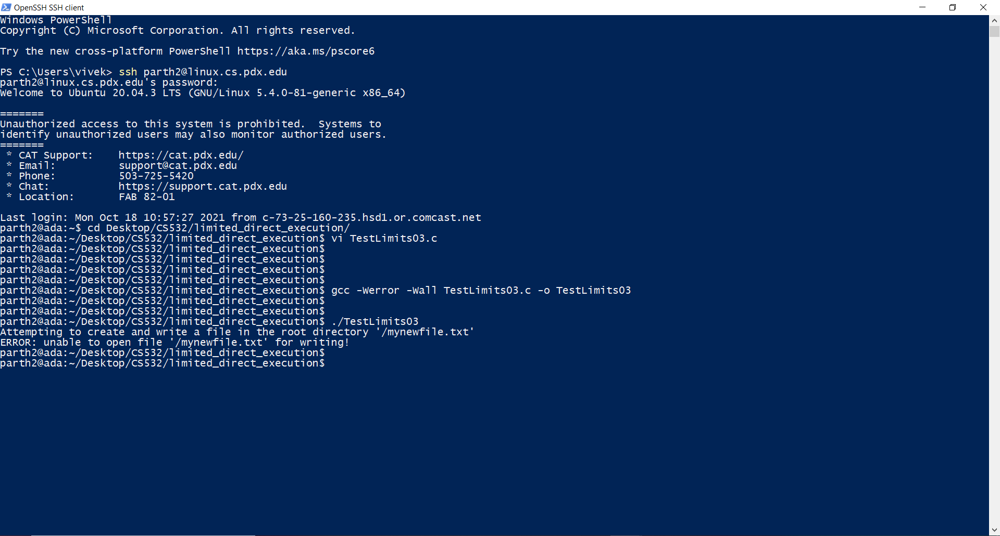 OpenSSH SSH client
Windows PowerShell
Copyright (C) Microsoft Corporation. All rights reserved.
Try the new cross-platform PowerShell https://aka.ms/pscore6
PS C:\Users\vivek> ssh parth2@linux.cs.pdx.edu
parth2@linux.cs.pdx.edu's password:
Welcome to Ubuntu 20.04.3 LTS (GNU/Linux 5.4.0-81-generic x86_64)
=======
Unauthorized access to this system is prohibited.  Systems to
identify unauthorized users may also monitor authorized users.
=======
 * CAT Support:    https://cat.pdx.edu/
 * Email:          support@cat.pdx.edu
 * Phone:          503-725-5420
 * Chat:           https://support.cat.pdx.edu
 * Location:       FAB 82-01
Last login: Mon Oct 18 10:57:27 2021 from c-73-25-160-235.hsd1.or.comcast.net
parth2@ada:~$ cd Desktop/CS532/limited_direct_execution/
parth2@ada:~/Desktop/CS532/limited_direct_execution$ vi TestLimits03.c
parth2@ada:~/Desktop/CS532/limited_direct_execution$
parth2@ada:~/Desktop/CS532/limited_direct_execution$
parth2@ada:~/Desktop/CS532/limited_direct_execution$
parth2@ada:~/Desktop/CS532/limited_direct_execution$
parth2@ada:~/Desktop/CS532/limited_direct_execution$ gcc -Werror -Wall TestLimits03.c -o TestLimits03
parth2@ada:~/Desktop/CS532/limited_direct_execution$
parth2@ada:~/Desktop/CS532/limited_direct_execution$
parth2@ada:~/Desktop/CS532/limited_direct_execution$ ./TestLimits03
Attempting to create and write a file in the root directory '/mynewfile.txt'
ERROR: unable to open file '/mynewfile.txt' for writing!
parth2@ada:~/Desktop/CS532/limited_direct_execution$
parth2@ada:~/Desktop/CS532/limited_direct_execution$